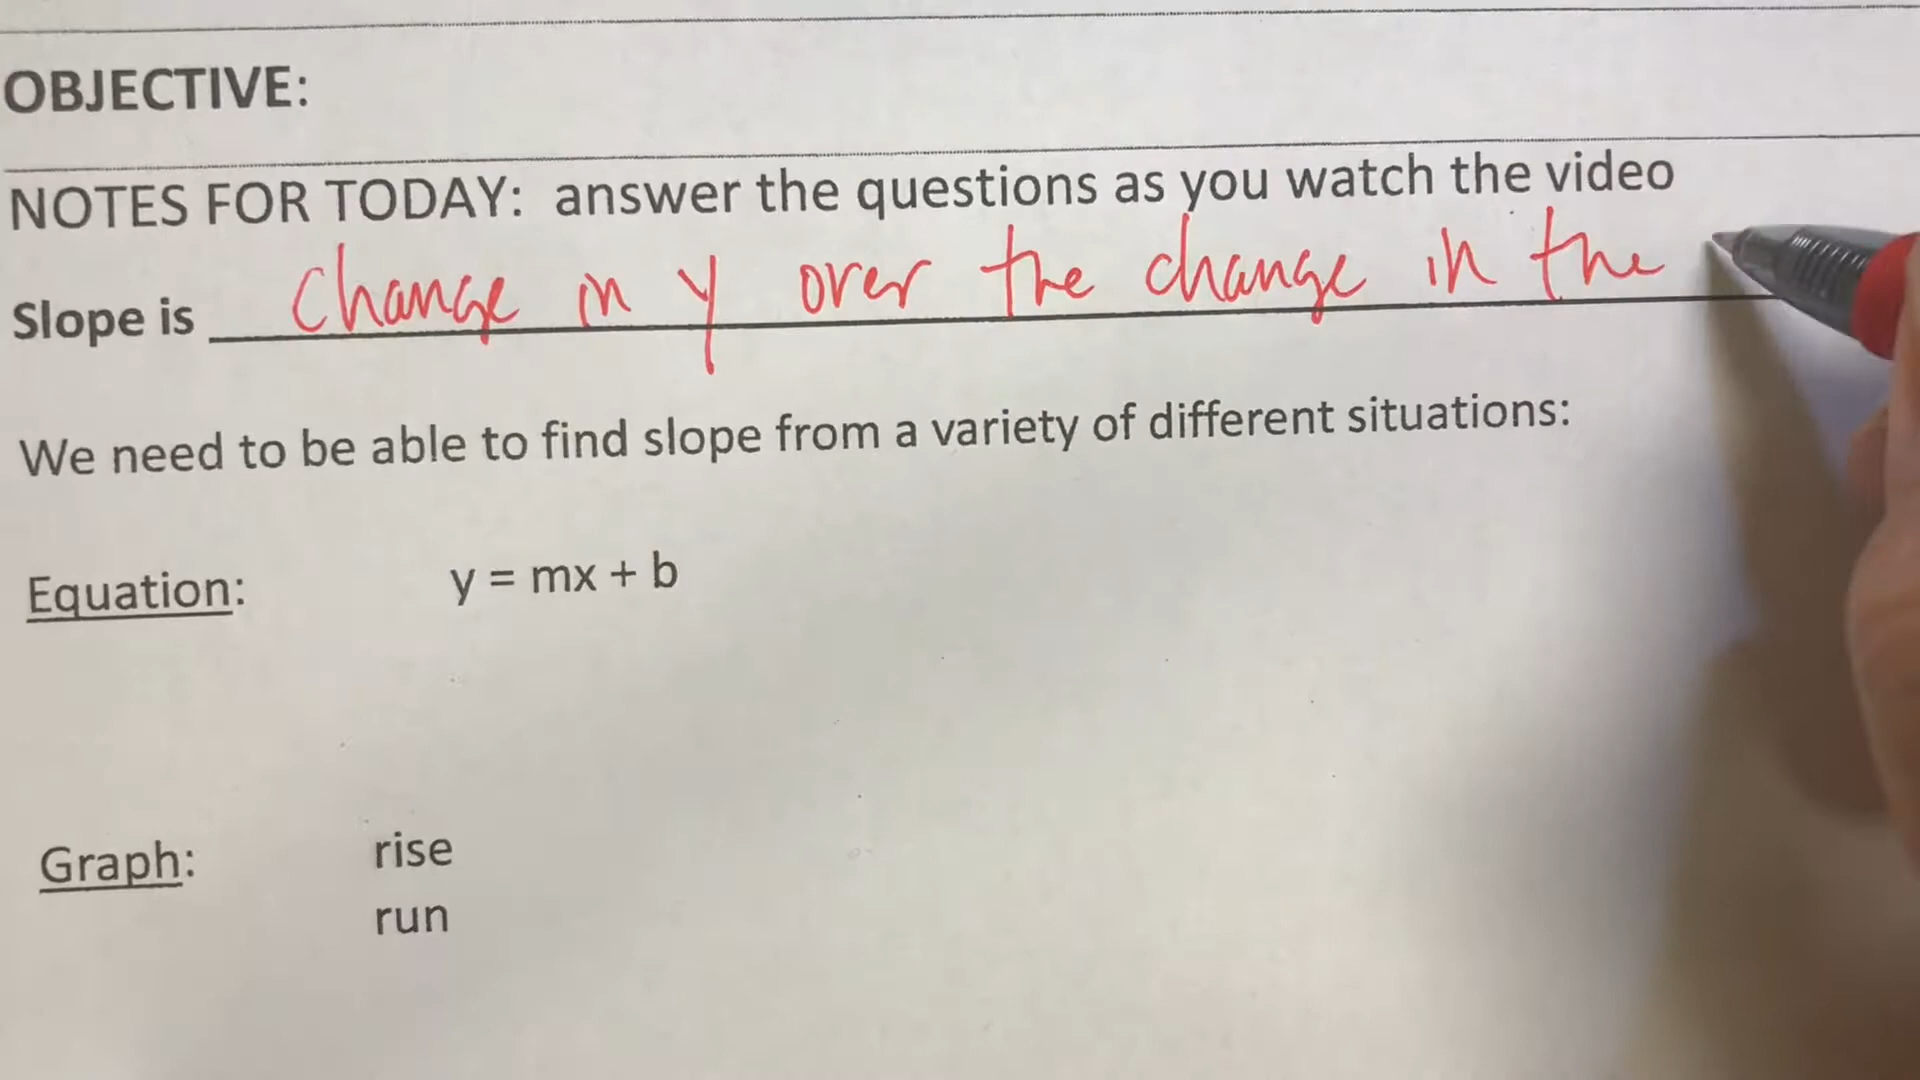 OBJECTIVE:
NOTES FOR TODAY: answer the questions as you watch the video
Slope is change in y over the change in the
We need to be able to find slope from a variety of different situations:
Equation: y = mx + b
Graph: rise
run